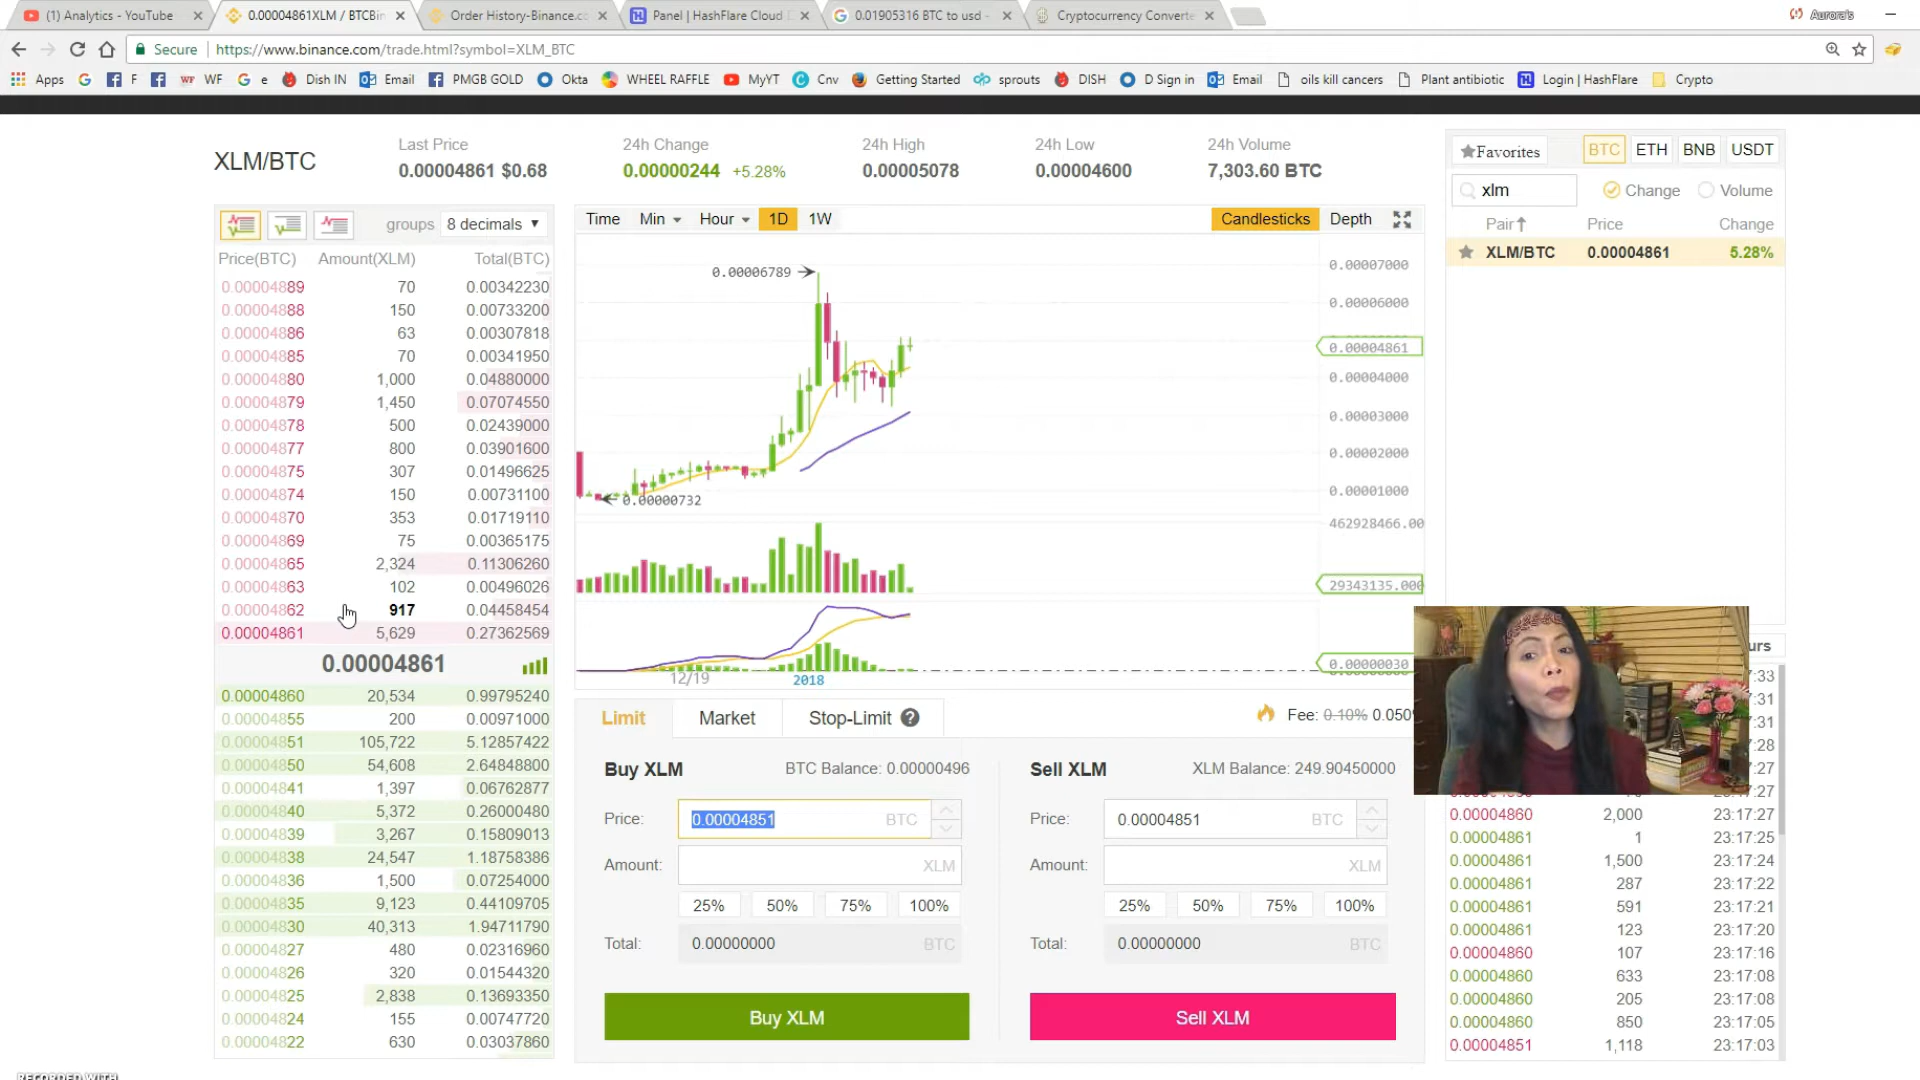 (1) Analytics - YouTube
0.00004861XLM / BTCBin
Order History-Binance.co
Panel | HashFlare Cloud
0.01905316 BTC to usd -
Cryptocurrency Converte
Aurora's
Secure
https://www.binance.com/trade.html?symbol=XLM_BTC
Apps F WF e Dish IN Email PMGB GOLD Okta WHEEL RAFFLE MyYT Cnv Getting Started sprouts DISH D Sign in Email oils kill cancers Plant antibiotic Login | HashFlare Crypto
XLM/BTC
Last Price
0.00004861 $0.68
24h Change
0.00000244 +5.28%
24h High
0.00005078
24h Low
0.00004600
24h Volume
7,303.60 BTC
groups 8 decimals
Price(BTC) Amount(XLM) Total(BTC)
0.00004889 70 0.00342230
0.00004888 150 0.00733200
0.00004886 63 0.00307818
0.00004885 70 0.00341950
0.00004880 1,000 0.04880000
0.00004879 1,450 0.07074550
0.00004878 500 0.02439000
0.00004877 800 0.03901600
0.00004875 307 0.01496625
0.00004874 150 0.00731100
0.00004870 353 0.01719110
0.00004869 75 0.00365175
0.00004865 2,324 0.11306260
0.00004863 102 0.00496026
0.00004862 917 0.04458454
0.00004861 5,629 0.27362569
0.00004861
0.00004860 20,534 0.99795240
0.00004855 200 0.00971000
0.00004851 105,722 5.12857422
0.00004850 54,608 2.64848800
0.00004841 1,397 0.06762877
0.00004840 5,372 0.26000480
0.00004839 3,267 0.15809013
0.00004838 24,547 1.18758386
0.00004836 1,500 0.07254000
0.00004835 9,123 0.44109705
0.00004830 40,313 1.94711790
0.00004827 480 0.02316960
0.00004826 320 0.01544320
0.00004825 2,838 0.13693350
0.00004824 155 0.00747720
0.00004822 630 0.03037860
Time Min Hour 1D 1W
Candlesticks Depth
0.00006789
0.00007000
0.00006000
0.00004861
0.00004000
0.00003000
0.00002000
0.00001000
0.00000732
462928466.00
29343135.000
0.00000030
12/19
2018
Limit Market Stop-Limit ?
Fee: 0.10% 0.050
Buy XLM
BTC Balance: 0.00000496
Price: 0.00004851 BTC
Amount: XLM
25% 50% 75% 100%
Total: 0.00000000 BTC
Buy XLM
Sell XLM
XLM Balance: 249.90450000
Price: 0.00004851 BTC
Amount: XLM
25% 50% 75% 100%
Total: 0.00000000 BTC
Sell XLM
Favorites BTC ETH BNB USDT
xlm Change Volume
Pair Price Change
XLM/BTC 0.00004861 5.28%
urs
:33
:31
:31
:28
:27
:27
0.00004860 2,000 23:17:27
0.00004861 1 23:17:25
0.00004861 1,500 23:17:24
0.00004861 287 23:17:22
0.00004861 591 23:17:21
0.00004861 123 23:17:20
0.00004860 107 23:17:16
0.00004860 633 23:17:08
0.00004860 205 23:17:08
0.00004860 850 23:17:05
0.00004851 1,118 23:17:03
RECORDED WITH